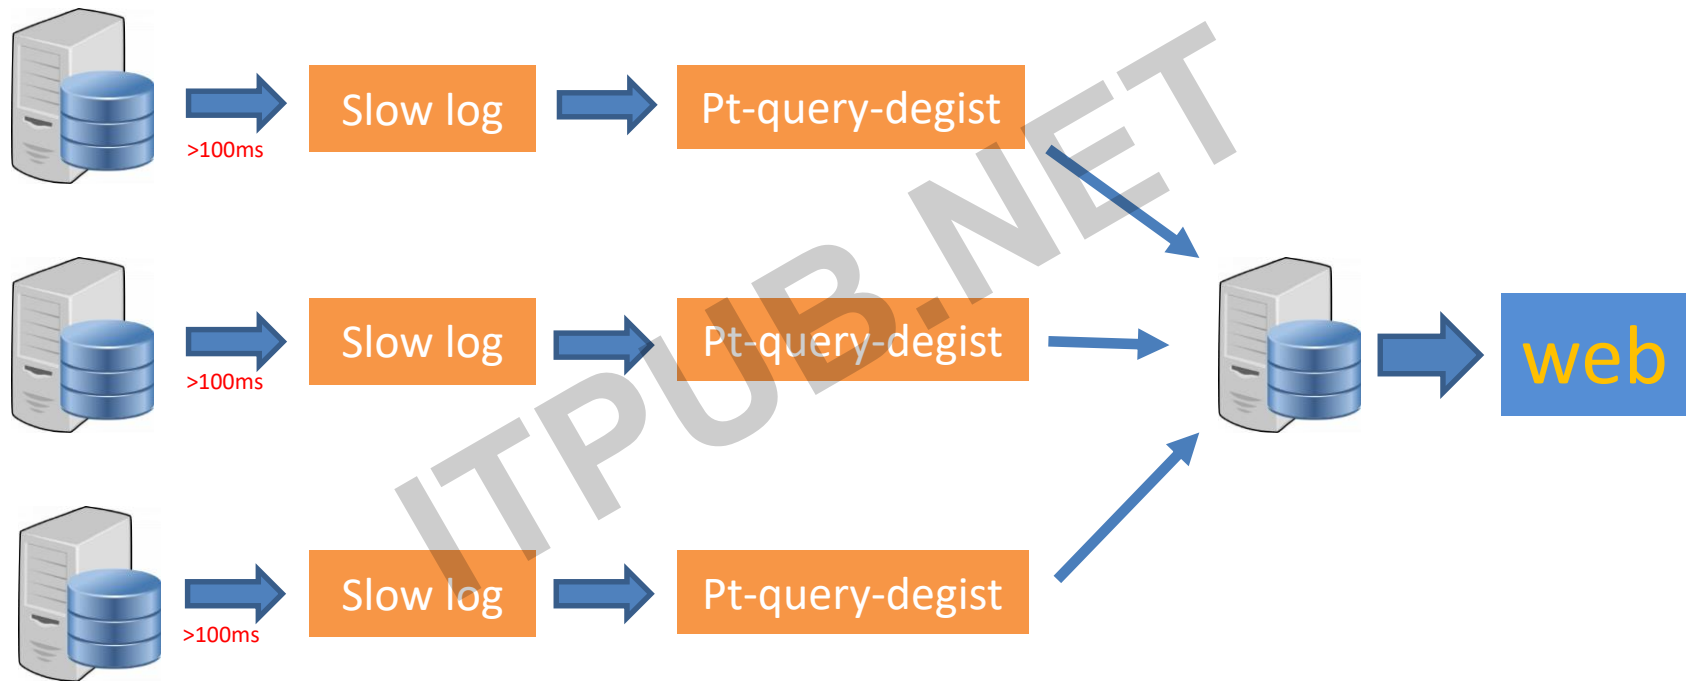 Slow log
Pt-query-degist
>100ms
Slow log
Pt-query-degist
>100ms
web
Slow log
Pt-query-degist
>100ms
ITPUB.NET